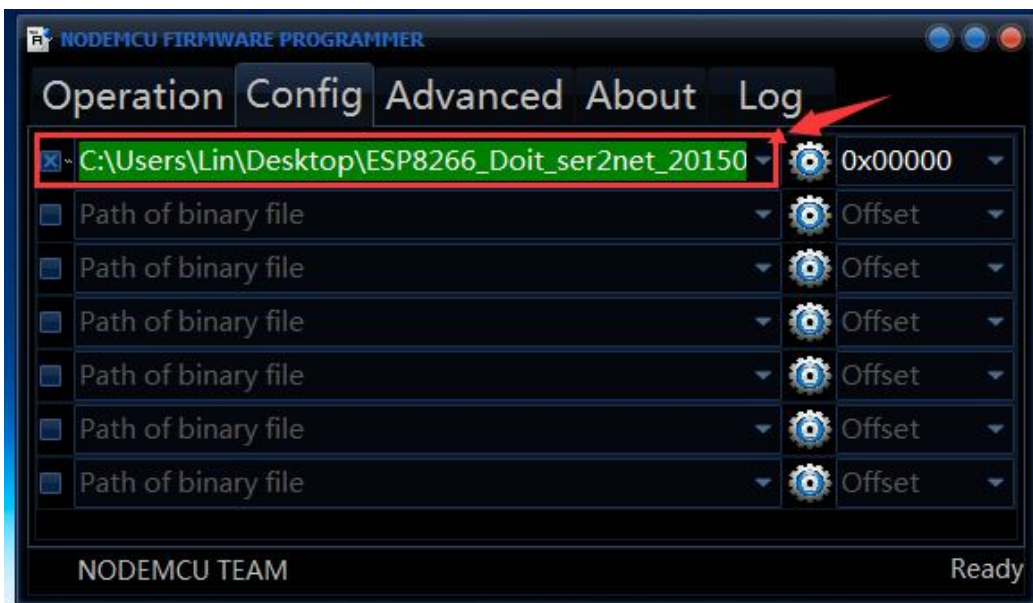 NODEMCU FIRMWARE PROGRAMMER
Operation Config Advanced About Log
C:\Users\Lin\Desktop\ESP8266_Doit_ser2net_20150 0x00000
Path of binary file Offset
Path of binary file Offset
Path of binary file Offset
Path of binary file Offset
Path of binary file Offset
Path of binary file Offset
NODEMCU TEAM Ready